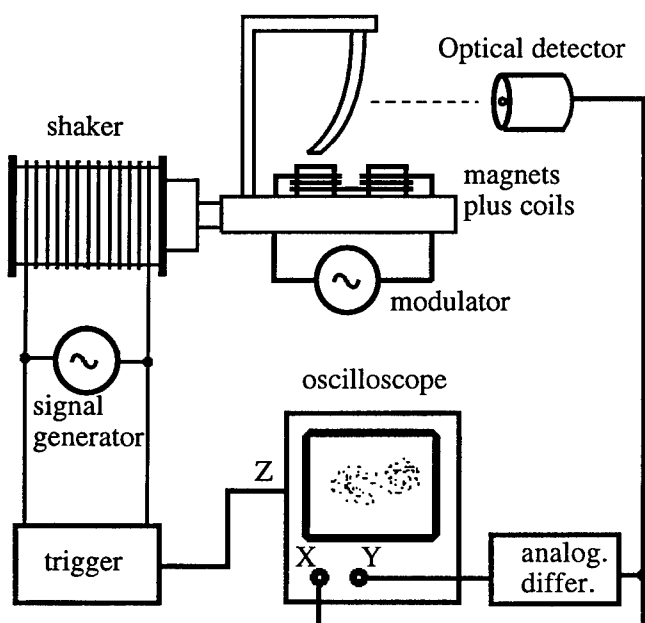 Optical detector
shaker
magnets
plus coils
modulator
oscilloscope
signal
generator
Z
X Y
trigger
analog.
differ.